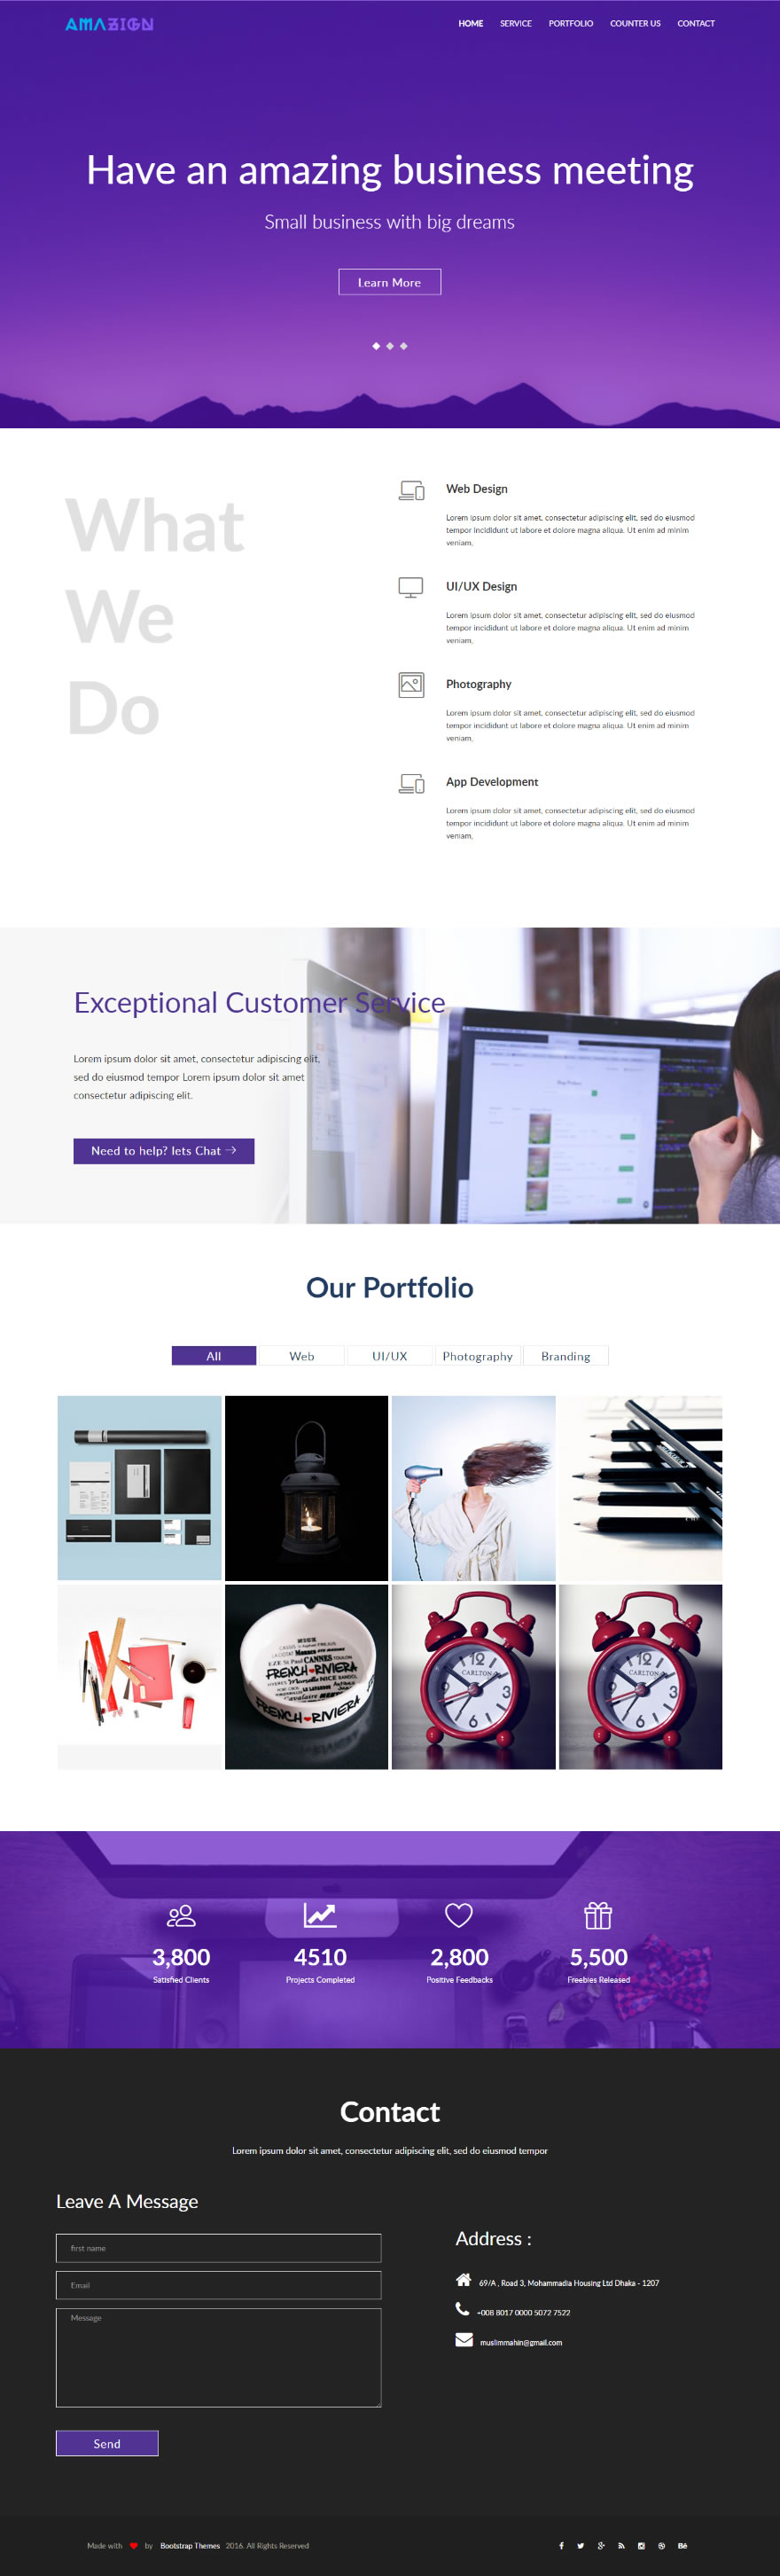 AMAZIGN
HOME SERVICE PORTFOLIO COUNTER US CONTACT
Have an amazing business meeting
Small business with big dreams
Learn More
What
We
Do
Web Design
Lorem ipsum dolor sit amet, consectetur adipiscing elit, sed do eiusmod
tempor incididunt ut labore et dolore magna aliqua. Ut enim ad minim
veniam,
UI/UX Design
Lorem ipsum dolor sit amet, consectetur adipiscing elit, sed do eiusmod
tempor incididunt ut labore et dolore magna aliqua. Ut enim ad minim
veniam,
Photography
Lorem ipsum dolor sit amet, consectetur adipiscing elit, sed do eiusmod
tempor incididunt ut labore et dolore magna aliqua. Ut enim ad minim
veniam,
App Development
Lorem ipsum dolor sit amet, consectetur adipiscing elit, sed do eiusmod
tempor incididunt ut labore et dolore magna aliqua. Ut enim ad minim
veniam,
Exceptional Customer Service
Lorem ipsum dolor sit amet, consectetur adipiscing elit,
sed do eiusmod tempor Lorem ipsum dolor sit amet
consectetur adipiscing elit.
Need to help? lets Chat
Our Portfolio
All Web UI/UX Photography Branding
NICE
CANNES TOULON
FRENCH RIVIERA
FRENCH RIVIERA
12
CARLTON
6
12
CARLTON
6
3,800 4510 2,800 5,500
Satisfied Clients Projects Completed Positive Feedbacks Freebies Released
Contact
Lorem ipsum dolor sit amet, consectetur adipiscing elit, sed do eiusmod tempor
Leave A Message
first name
Email
Message
Send
Address :
69/A , Road 3, Mohammadia Housing Ltd Dhaka - 1207
+008 8017 0000 5072 7522
muslimmahin@gmail.com
Made with by Bootstrap Themes 2016. All Rights Reserved